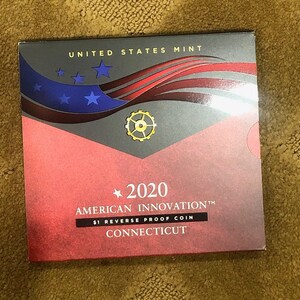 UNITED STATES MINT
★ 2020
AMERICAN INNOVATION™
$1 REVERSE PROOF COIN
CONNECTICUT